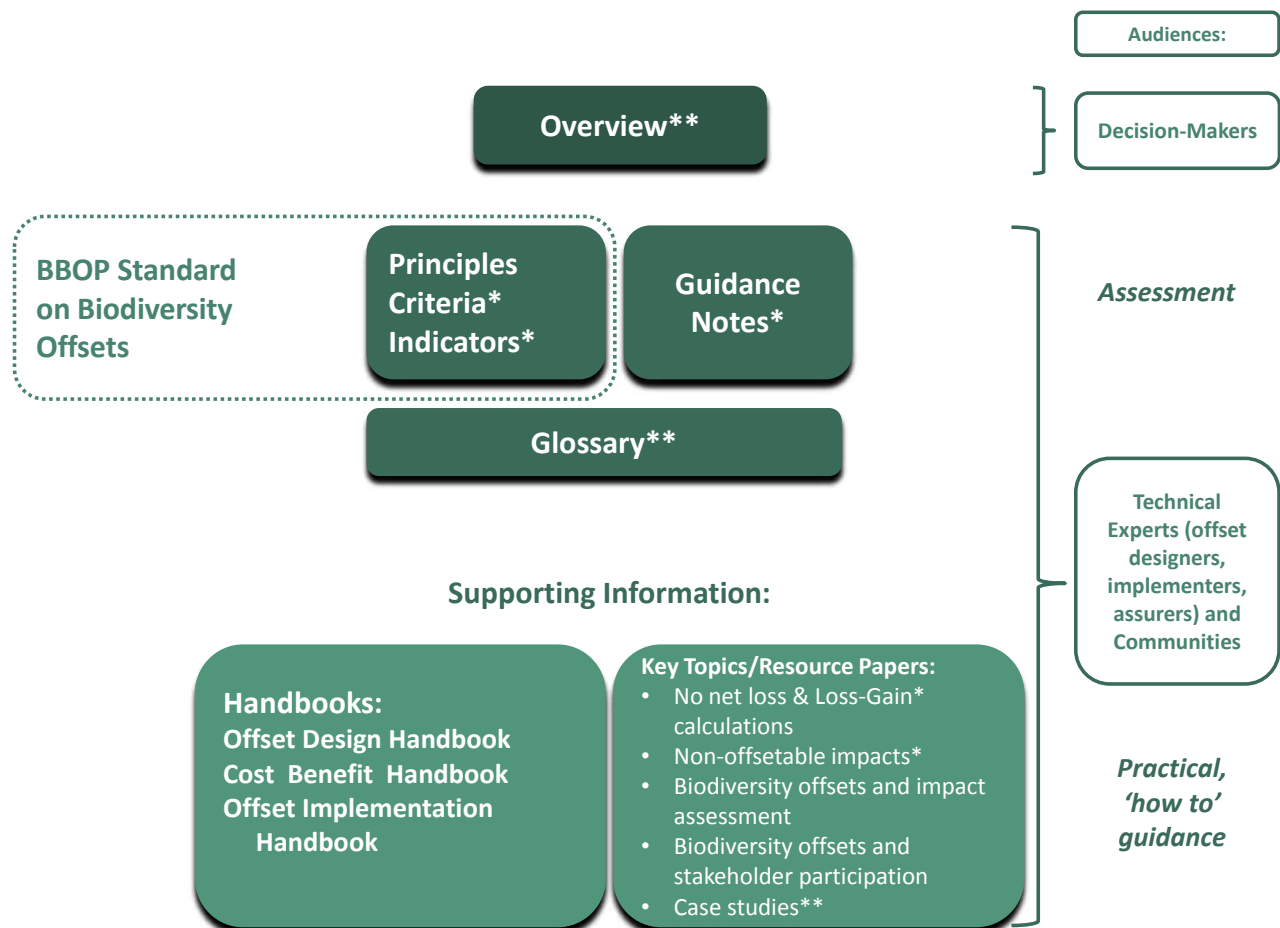 Audiences:
Overview**
Decision-Makers
BBOP Standard
on Biodiversity
Offsets
Principles
Criteria*
Indicators*
Guidance
Notes*
Assessment
Glossary**
Technical
Experts (offset
designers,
implementers,
assurers) and
Communities
Supporting Information:
Handbooks:
Offset Design Handbook
Cost  Benefit  Handbook
Offset Implementation
Handbook
Key Topics/Resource Papers:
• No net loss & Loss-Gain*
calculations
• Non-offsetable impacts*
• Biodiversity offsets and impact
assessment
• Biodiversity offsets and
stakeholder participation
• Case studies**
Practical,
‘how to’
guidance